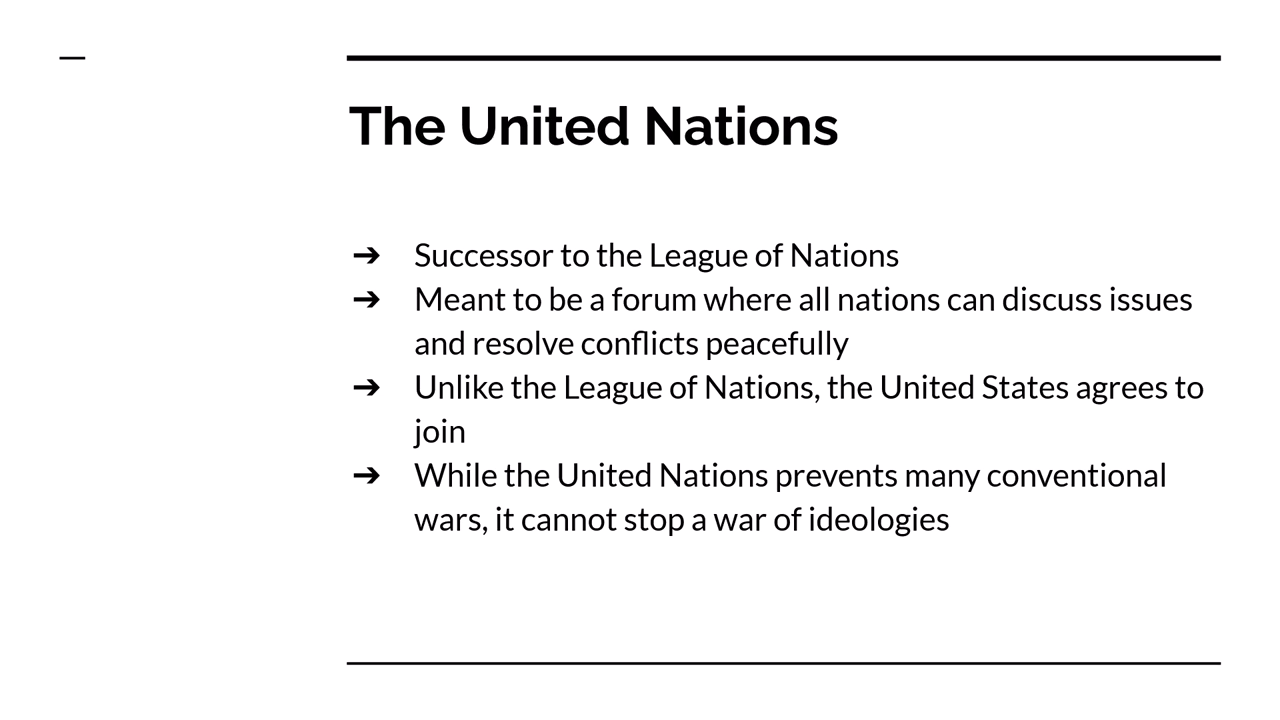 The United Nations
➔ Successor to the League of Nations
➔ Meant to be a forum where all nations can discuss issues
and resolve conflicts peacefully
➔ Unlike the League of Nations, the United States agrees to
join
➔ While the United Nations prevents many conventional
wars, it cannot stop a war of ideologies